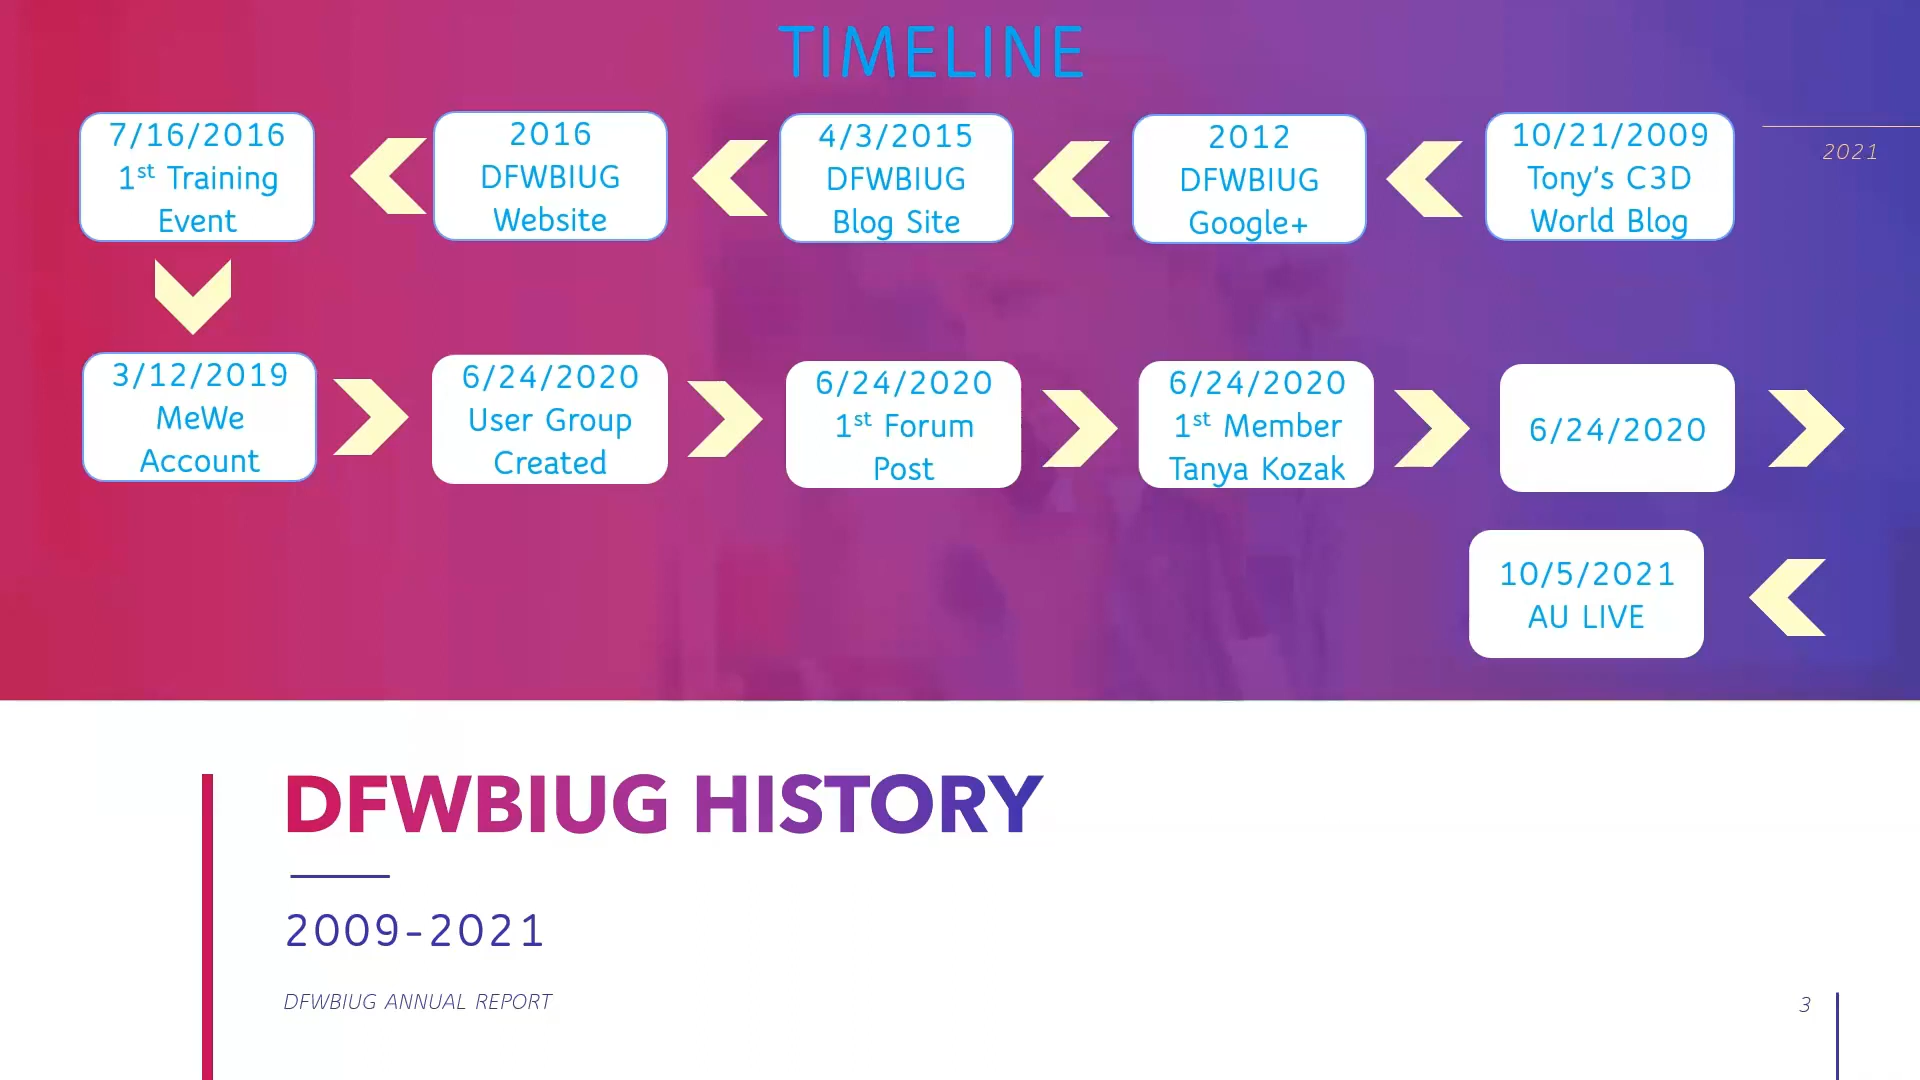 TIMELINE
7/16/2016
1st Training
Event
2016
DFWBIUG
Website
4/3/2015
DFWBIUG
Blog Site
2012
DFWBIUG
Google+
10/21/2009
Tony’s C3D
World Blog
2021
3/12/2019
MeWe
Account
6/24/2020
User Group
Created
6/24/2020
1st Forum
Post
6/24/2020
1st Member
Tanya Kozak
6/24/2020
10/5/2021
AU LIVE
DFWBIUG HISTORY
2009-2021
DFWBIUG ANNUAL REPORT
3